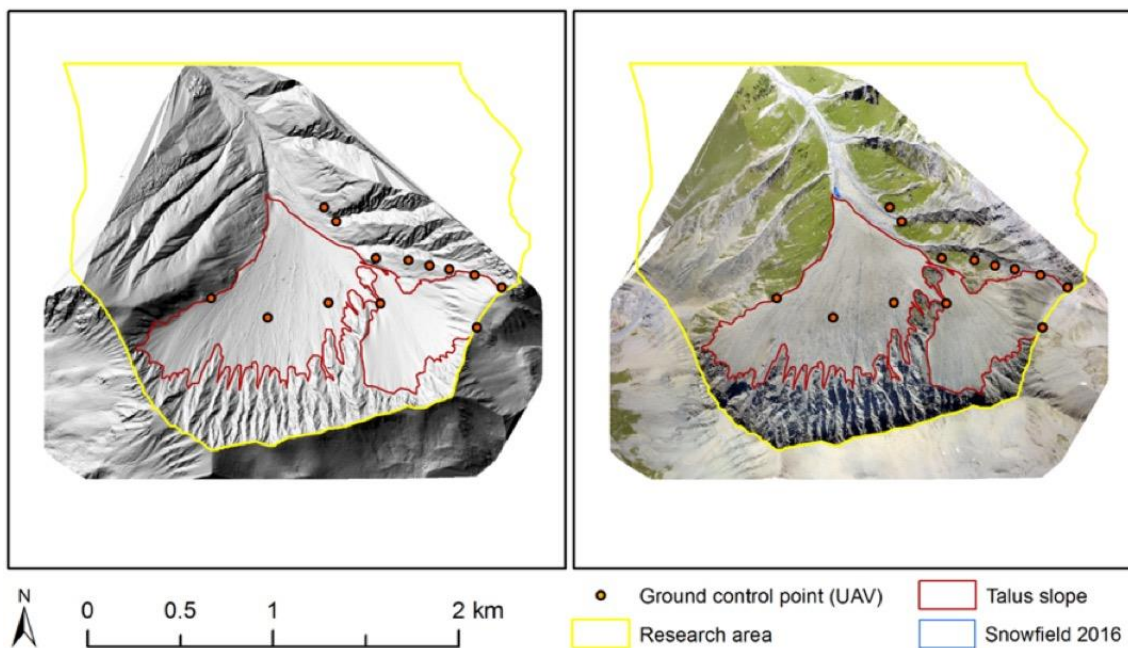 N
0 0.5 1 2 km
Ground control point (UAV)
Research area
Talus slope
Snowfield 2016